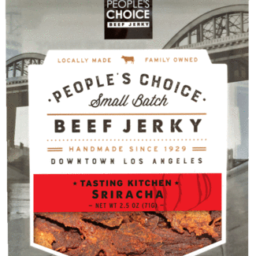 PEOPLE'S
CHOICE
BEEF JERKY
LOCALLY MADE FAMILY OWNED
PEOPLE'S CHOICE
Small Batch
BEEF JERKY
HANDMADE SINCE 1929
DOWNTOWN LOS ANGELES
• TASTING KITCHEN •
SRIRACHA
• NET WT 2.5 OZ (71G) •